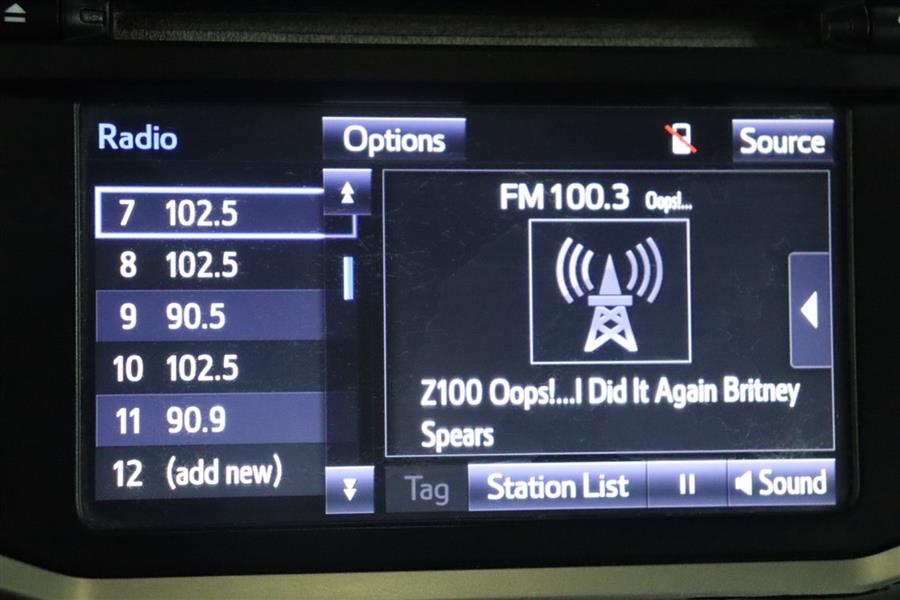 Radio
Options
Source
7 102.5
8 102.5
9 90.5
10 102.5
11 90.9
12 (add new)
FM 100.3 Oops!...
Z100 Oops!...I Did It Again Britney
Spears
Tag
Station List
Sound